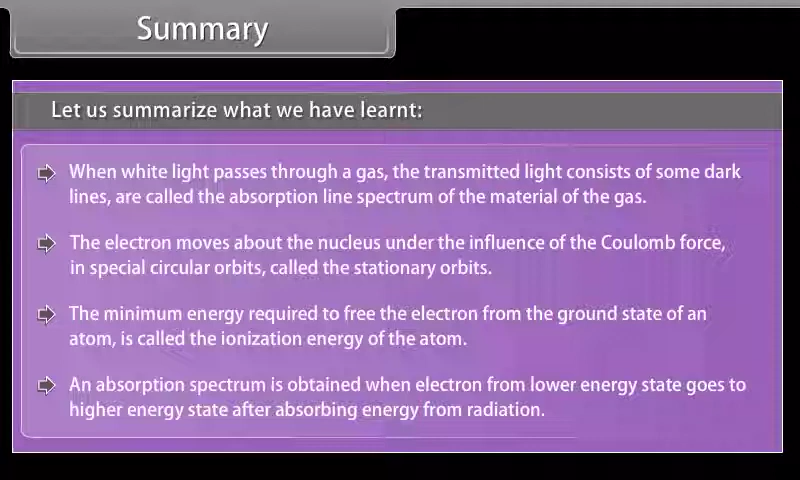 Summary
Let us summarize what we have learnt:
When white light passes through a gas, the transmitted light consists of some dark
lines, are called the absorption line spectrum of the material of the gas.
The electron moves about the nucleus under the influence of the Coulomb force,
in special circular orbits, called the stationary orbits.
The minimum energy required to free the electron from the ground state of an
atom, is called the ionization energy of the atom.
An absorption spectrum is obtained when electron from lower energy state goes to
higher energy state after absorbing energy from radiation.